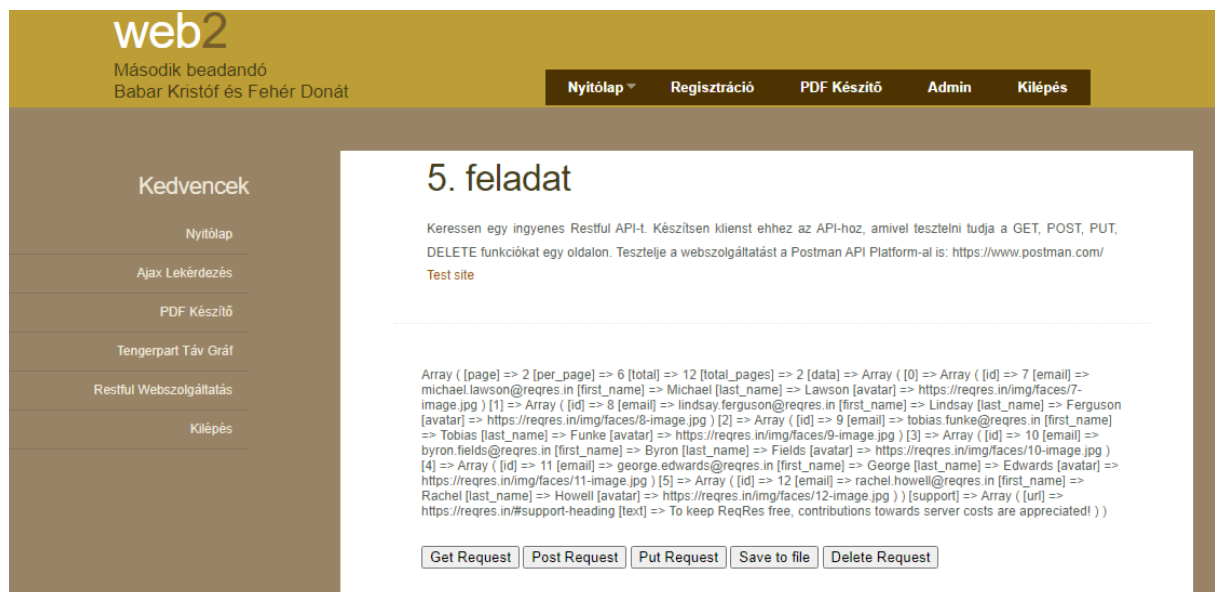 web2
Második beadandó
Babar Kristóf és Fehér Donát
Nyitólap Regisztráció PDF Készítő Admin Kilépés
Kedvencek
Nyitólap
Ajax Lekérdezés
PDF Készítő
Tengerpart Táv Gráf
Restful Webszolgáltatás
Kilépés
5. feladat
Keressen egy ingyenes Restful API-t. Készítsen klienst ehhez az API-hoz, amivel tesztelni tudja a GET, POST, PUT,
DELETE funkciókat egy oldalon. Tesztelje a webszolgáltatást a Postman API Platform-al is: https://www.postman.com/
Test site
Array ( [page] => 2 [per_page] => 6 [total] => 12 [total_pages] => 2 [data] => Array ( [0] => Array ( [id] => 7 [email] =>
michael.lawson@reqres.in [first_name] => Michael [last_name] => Lawson [avatar] => https://reqres.in/img/faces/7-
image.jpg ) [1] => Array ( [id] => 8 [email] => lindsay.ferguson@reqres.in [first_name] => Lindsay [last_name] => Ferguson
[avatar] => https://reqres.in/img/faces/8-image.jpg ) [2] => Array ( [id] => 9 [email] => tobias.funke@reqres.in [first_name]
=> Tobias [last_name] => Funke [avatar] => https://reqres.in/img/faces/9-image.jpg ) [3] => Array ( [id] => 10 [email] =>
byron.fields@reqres.in [first_name] => Byron [last_name] => Fields [avatar] => https://reqres.in/img/faces/10-image.jpg )
[4] => Array ( [id] => 11 [email] => george.edwards@reqres.in [first_name] => George [last_name] => Edwards [avatar] =>
https://reqres.in/img/faces/11-image.jpg ) [5] => Array ( [id] => 12 [email] => rachel.howell@reqres.in [first_name] =>
Rachel [last_name] => Howell [avatar] => https://reqres.in/img/faces/12-image.jpg ) ) [support] => Array ( [url] =>
https://reqres.in/#support-heading [text] => To keep ReqRes free, contributions towards server costs are appreciated! ) )
Get Request Post Request Put Request Save to file Delete Request